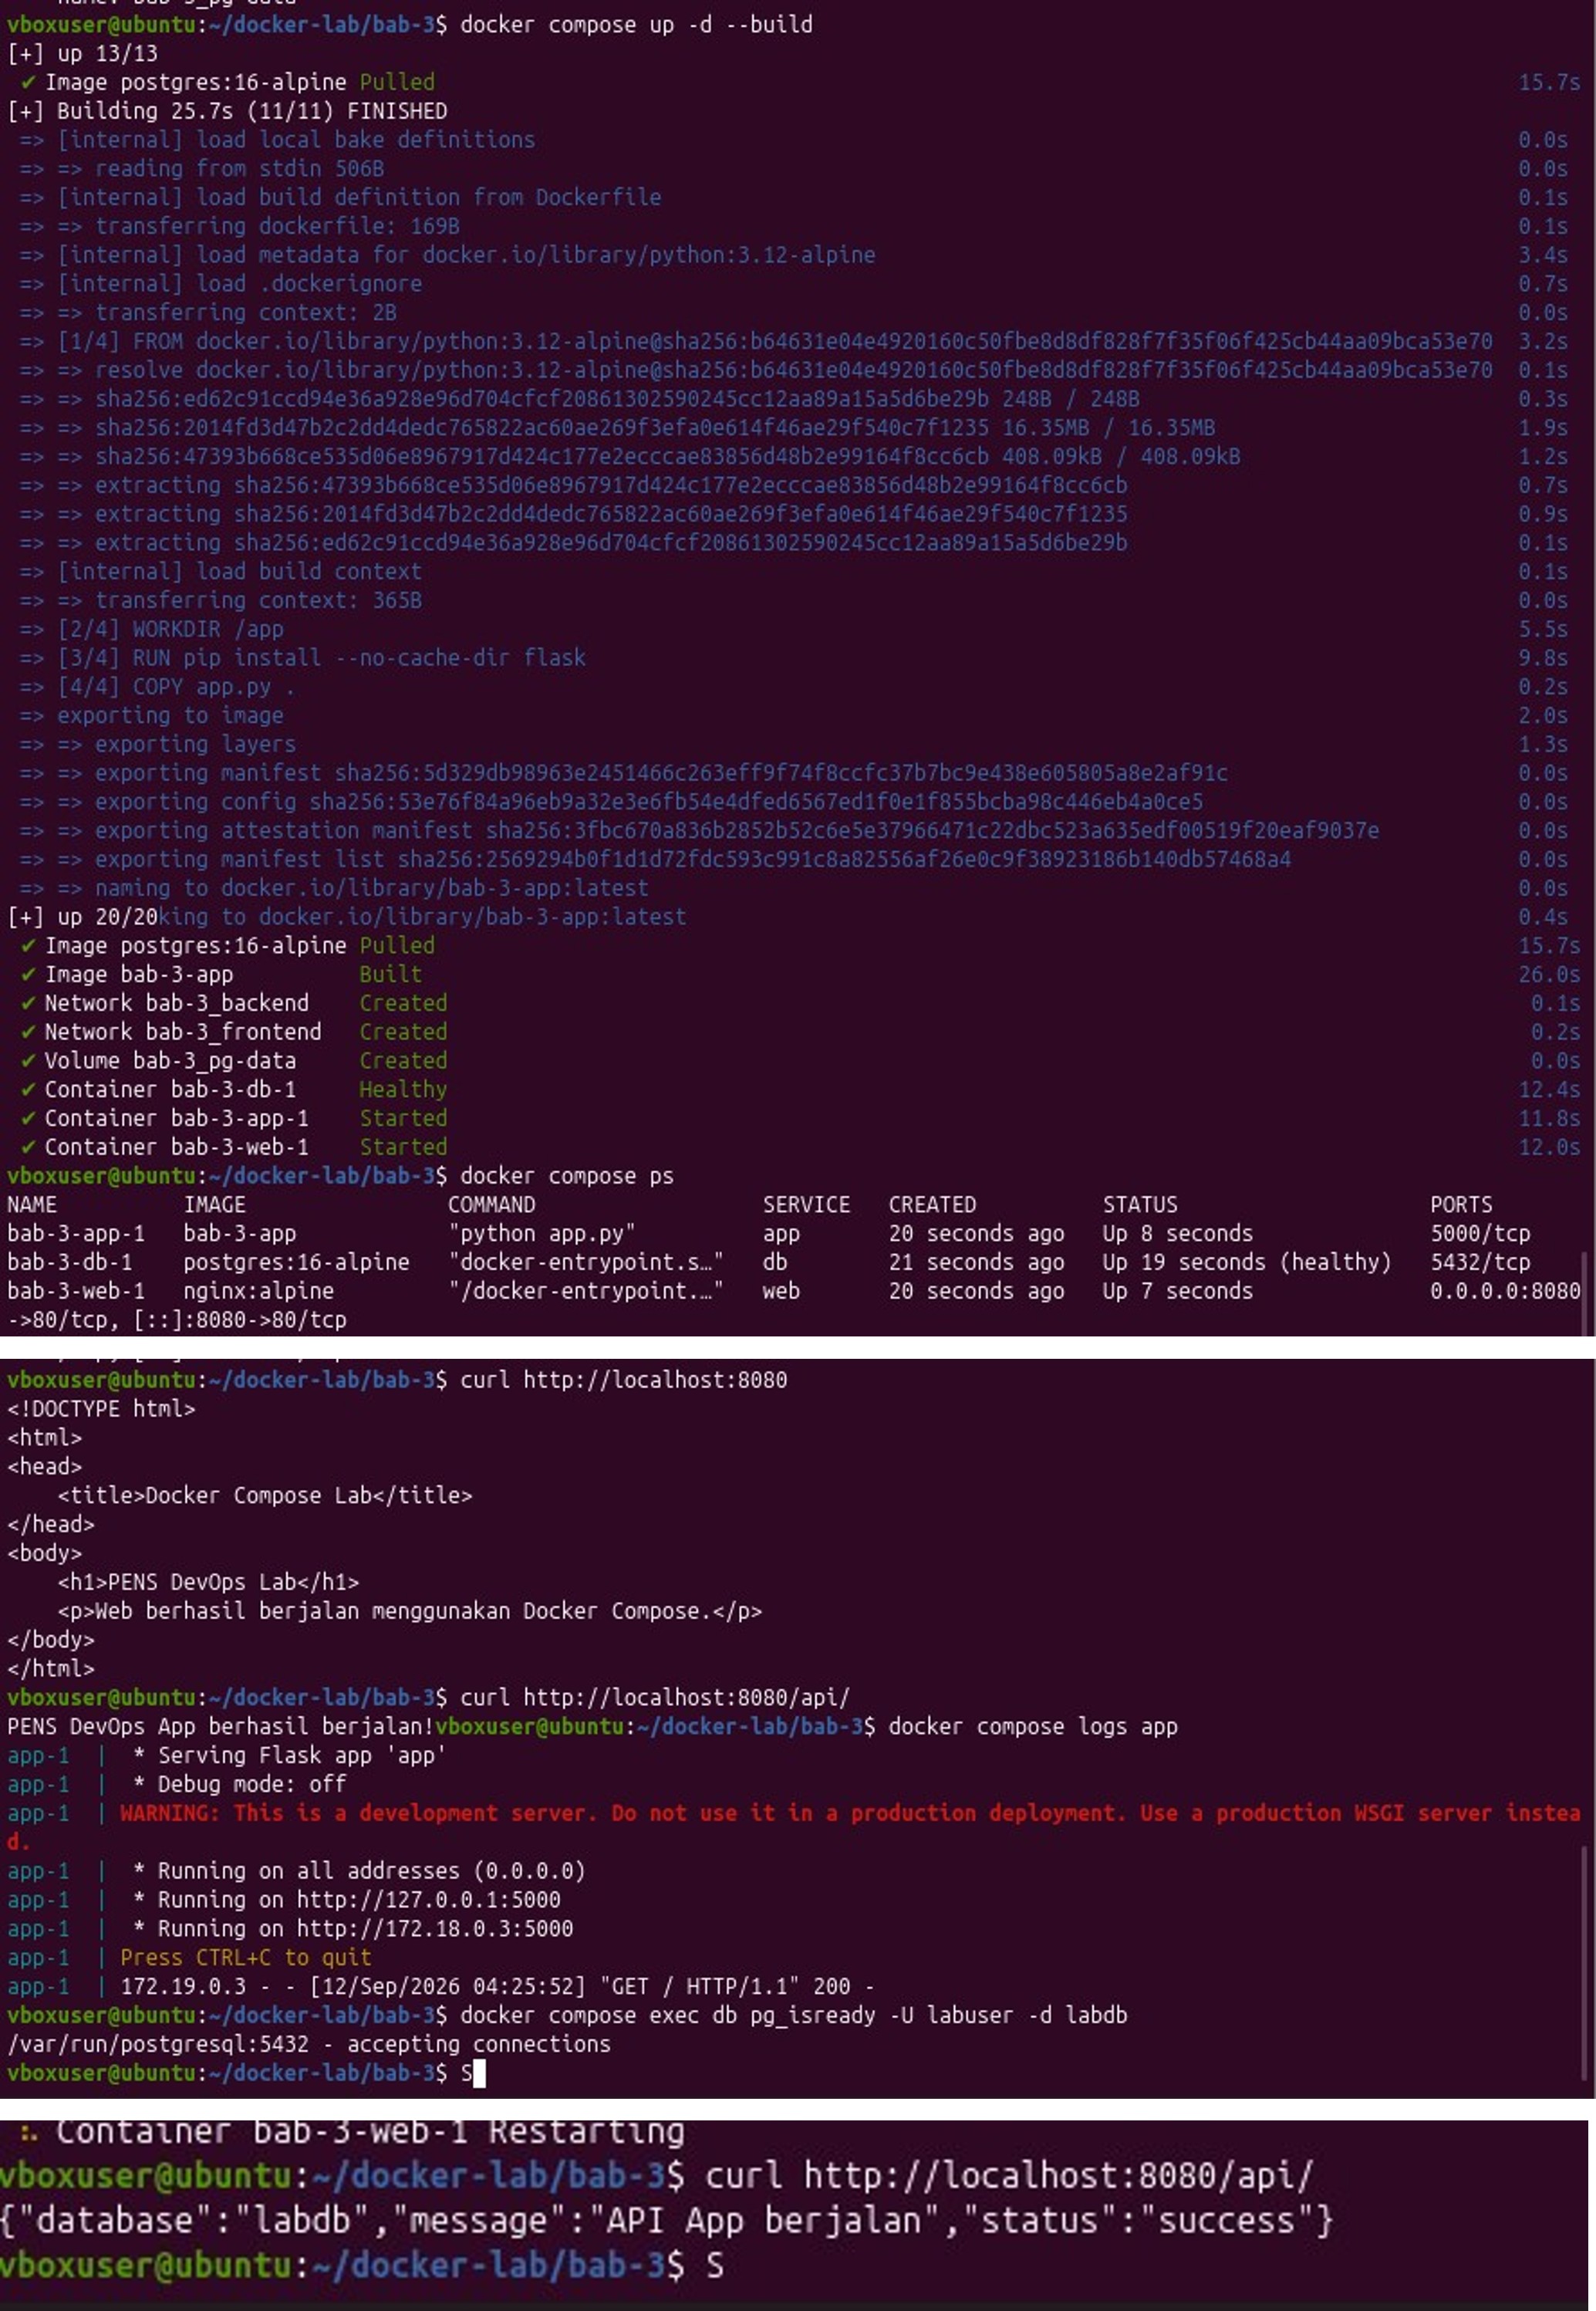 vboxuser@ubuntu:~/docker-lab/bab-3$ docker compose up -d --build
[+] up 13/13
✔ Image postgres:16-alpine Pulled 15.7s
[+] Building 25.7s (11/11) FINISHED
=> [internal] load local bake definitions 0.0s
=> => reading from stdin 506B 0.0s
=> [internal] load build definition from Dockerfile 0.1s
=> => transferring dockerfile: 169B 0.1s
=> [internal] load metadata for docker.io/library/python:3.12-alpine 3.4s
=> [internal] load .dockerignore 0.7s
=> => transferring context: 2B 0.0s
=> [1/4] FROM docker.io/library/python:3.12-alpine@sha256:b64631e04e4920160c50fbe8d8df828f7f35f06f425cb44aa09bca53e70 3.2s
=> => resolve docker.io/library/python:3.12-alpine@sha256:b64631e04e4920160c50fbe8d8df828f7f35f06f425cb44aa09bca53e70 0.1s
=> => sha256:ed62c91ccd94e36a928e96d704cfcf20861302590245cc12aa89a15a5d6be29b 248B / 248B 0.3s
=> => sha256:2014fd3d47b2c2dd4dedc765822ac60ae269f3efa0e614f46ae29f540c7f1235 16.35MB / 16.35MB 1.9s
=> => sha256:47393b668ce535d06e8967917d424c177e2ecccae83856d48b2e99164f8cc6cb 408.09kB / 408.09kB 1.2s
=> => extracting sha256:47393b668ce535d06e8967917d424c177e2ecccae83856d48b2e99164f8cc6cb 0.7s
=> => extracting sha256:2014fd3d47b2c2dd4dedc765822ac60ae269f3efa0e614f46ae29f540c7f1235 0.9s
=> => extracting sha256:ed62c91ccd94e36a928e96d704cfcf20861302590245cc12aa89a15a5d6be29b 0.1s
=> [internal] load build context 0.1s
=> => transferring context: 365B 0.0s
=> [2/4] WORKDIR /app 5.5s
=> [3/4] RUN pip install --no-cache-dir flask 9.8s
=> [4/4] COPY app.py . 0.2s
=> exporting to image 2.0s
=> => exporting layers 1.3s
=> => exporting manifest sha256:5d329db98963e2451466c263eff9f74f8ccfc37b7bc9e438e605805a8e2af91c 0.0s
=> => exporting config sha256:53e76f84a96eb9a32e3e6fb54e4dfed6567ed1f0e1f855bcba98c446eb4a0ce5 0.0s
=> => exporting attestation manifest sha256:3fbc670a836b2852b52c6e5e37966471c22dbc523a635edf00519f20eaf9037e 0.0s
=> => exporting manifest list sha256:2569294b0f1d1d72fdc593c991c8a82556af26e0c9f38923186b140db57468a4 0.0s
=> => naming to docker.io/library/bab-3-app:latest 0.0s
[+] up 20/20king to docker.io/library/bab-3-app:latest 0.4s
✔ Image postgres:16-alpine Pulled 15.7s
✔ Image bab-3-app Built 26.0s
✔ Network bab-3_backend Created 0.1s
✔ Network bab-3_frontend Created 0.2s
✔ Volume bab-3_pg-data Created 0.0s
✔ Container bab-3-db-1 Healthy 12.4s
✔ Container bab-3-app-1 Started 11.8s
✔ Container bab-3-web-1 Started 12.0s
vboxuser@ubuntu:~/docker-lab/bab-3$ docker compose ps
NAME IMAGE COMMAND SERVICE CREATED STATUS PORTS
bab-3-app-1 bab-3-app "python app.py" app 20 seconds ago Up 8 seconds 5000/tcp
bab-3-db-1 postgres:16-alpine "docker-entrypoint.s…" db 21 seconds ago Up 19 seconds (healthy) 5432/tcp
bab-3-web-1 nginx:alpine "/docker-entrypoint.…" web 20 seconds ago Up 7 seconds 0.0.0.0:8080
->80/tcp, [::]:8080->80/tcp
vboxuser@ubuntu:~/docker-lab/bab-3$ curl http://localhost:8080
<!DOCTYPE html>
<html>
<head>
<title>Docker Compose Lab</title>
</head>
<body>
<h1>PENS DevOps Lab</h1>
<p>Web berhasil berjalan menggunakan Docker Compose.</p>
</body>
</html>
vboxuser@ubuntu:~/docker-lab/bab-3$ curl http://localhost:8080/api/
PENS DevOps App berhasil berjalan!vboxuser@ubuntu:~/docker-lab/bab-3$ docker compose logs app
app-1 | * Serving Flask app 'app'
app-1 | * Debug mode: off
app-1 | WARNING: This is a development server. Do not use it in a production deployment. Use a production WSGI server instea
d.
app-1 | * Running on all addresses (0.0.0.0)
app-1 | * Running on http://127.0.0.1:5000
app-1 | * Running on http://172.18.0.3:5000
app-1 | Press CTRL+C to quit
app-1 | 172.19.0.3 - - [12/Sep/2026 04:25:52] "GET / HTTP/1.1" 200 -
vboxuser@ubuntu:~/docker-lab/bab-3$ docker compose exec db pg_isready -U labuser -d labdb
/var/run/postgresql:5432 - accepting connections
vboxuser@ubuntu:~/docker-lab/bab-3$ S
Container bab-3-web-1 Restarting
vboxuser@ubuntu:~/docker-lab/bab-3$ curl http://localhost:8080/api/
{"database":"labdb","message":"API App berjalan","status":"success"}
vboxuser@ubuntu:~/docker-lab/bab-3$ S